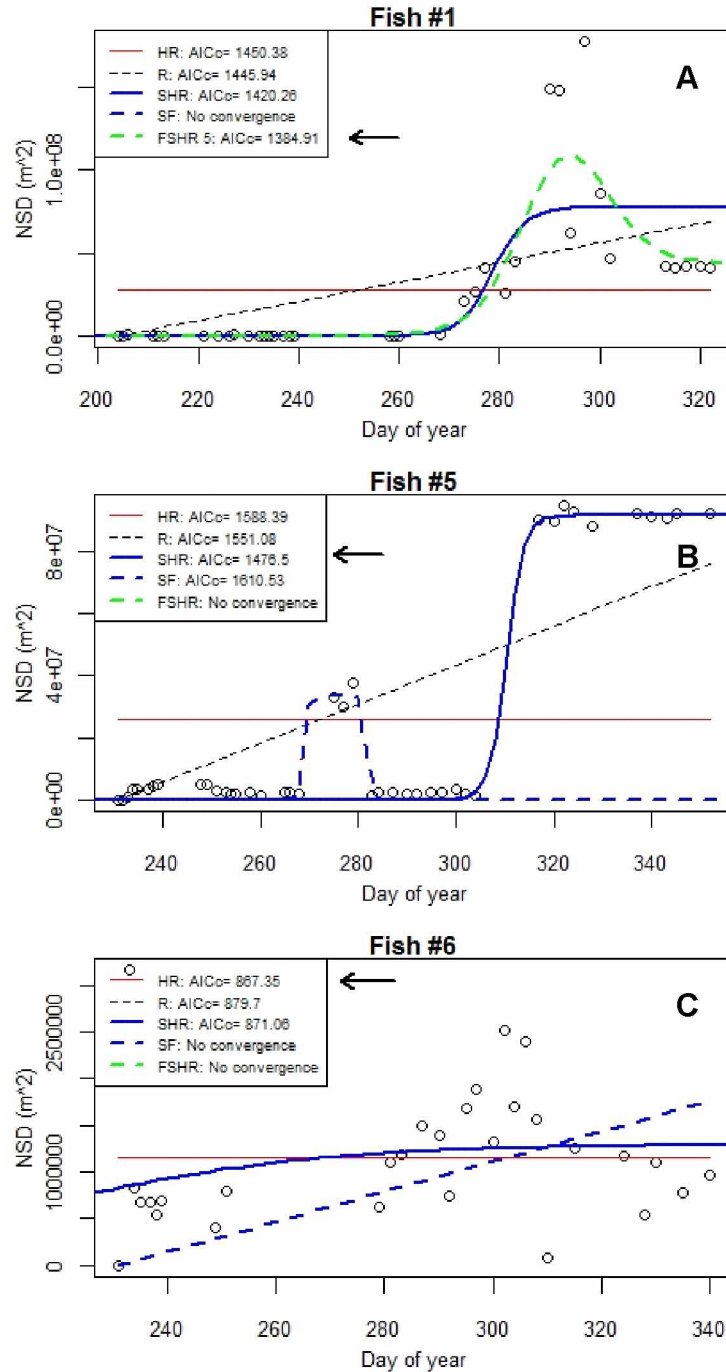 Fish #1
HR: AICc= 1450.38
R: AICc= 1445.94
SHR: AICc= 1420.26
SF: No convergence
FSHR 5: AICc= 1384.91
A
NSD (m^2)
0.0e+00
1.0e+08
200
220
240
260
280
300
320
Day of year
Fish #5
HR: AICc= 1588.39
R: AICc= 1551.08
SHR: AICc= 1476.5
SF: AICc= 1610.53
FSHR: No convergence
B
NSD (m^2)
0e+00
4e+07
8e+07
240
260
280
300
320
340
Day of year
Fish #6
HR: AICc= 867.35
R: AICc= 879.7
SHR: AICc= 871.06
SF: No convergence
FSHR: No convergence
C
NSD (m^2)
0
1000000
2500000
240
260
280
300
320
340
Day of year